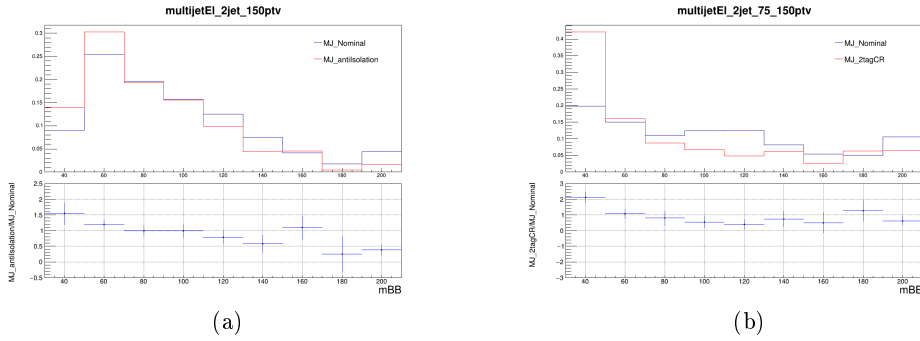 multijetEl_2jet_150ptv
MJ_Nominal
MJ_antiIsolation
0.3
0.25
0.2
0.15
0.1
0.05
0
MJ_antiIsolation/MJ_Nominal
2.5
2
1.5
1
0.5
0
−0.5
40 60 80 100 120 140 160 180 200
mBB
(a)
multijetEl_2jet_75_150ptv
MJ_Nominal
MJ_2tagCR
0.4
0.35
0.3
0.25
0.2
0.15
0.1
0.05
0
MJ_2tagCR/MJ_Nominal
3
2
1
0
−1
−2
−3
40 60 80 100 120 140 160 180 200
mBB
(b)